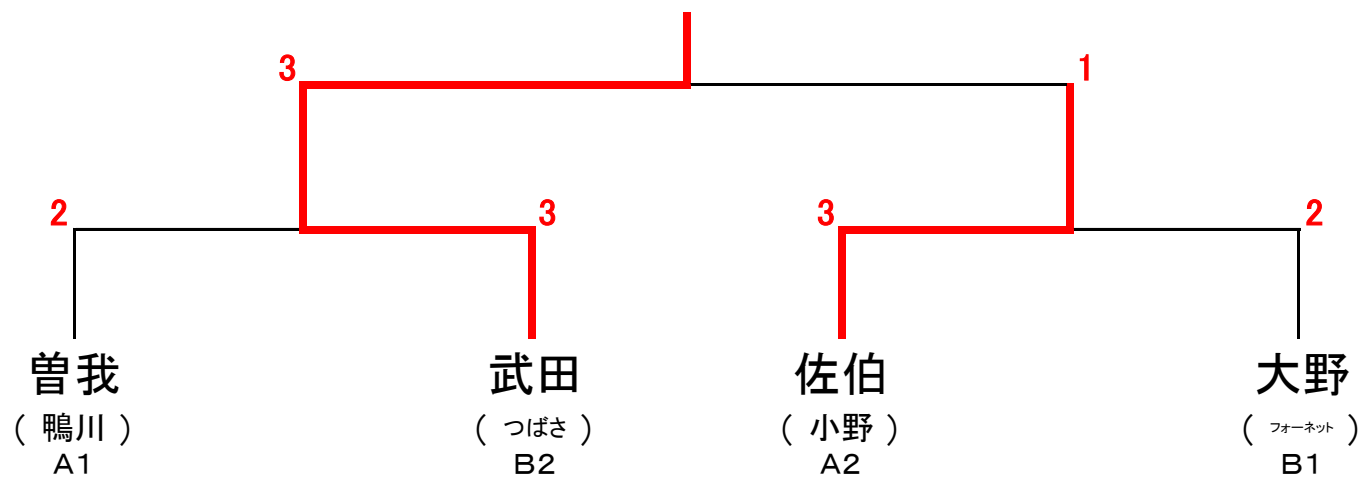 3 1
2 3 3 2
曽我 武田 佐伯 大野
( 鴨川 ) ( つばさ ) ( 小野 ) ( フォーネット )
A1 B2 A2 B1